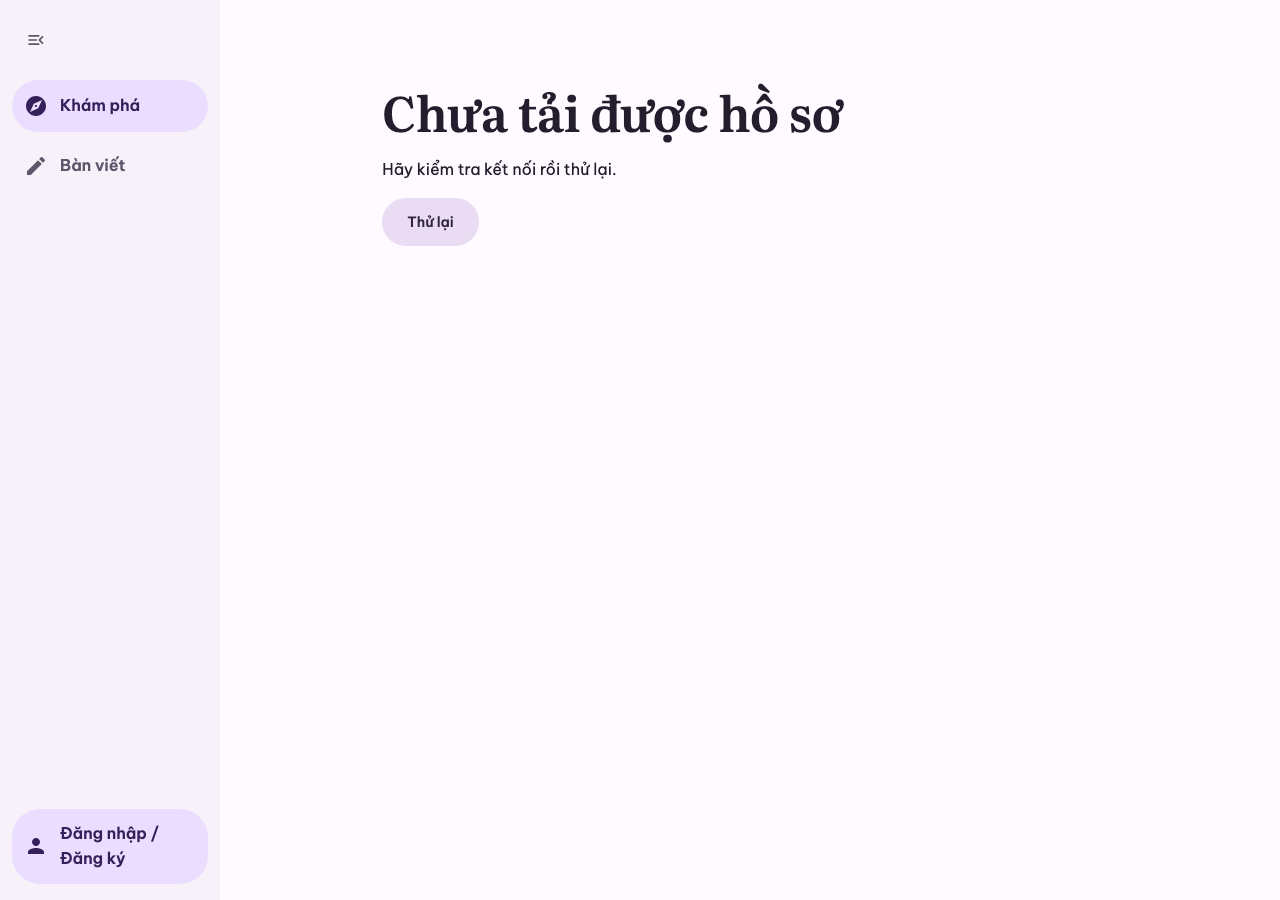 Khám phá
Bàn viết
Chưa tải được hồ sơ
Hãy kiểm tra kết nối rồi thử lại.
Thử lại
Đăng nhập /
Đăng ký